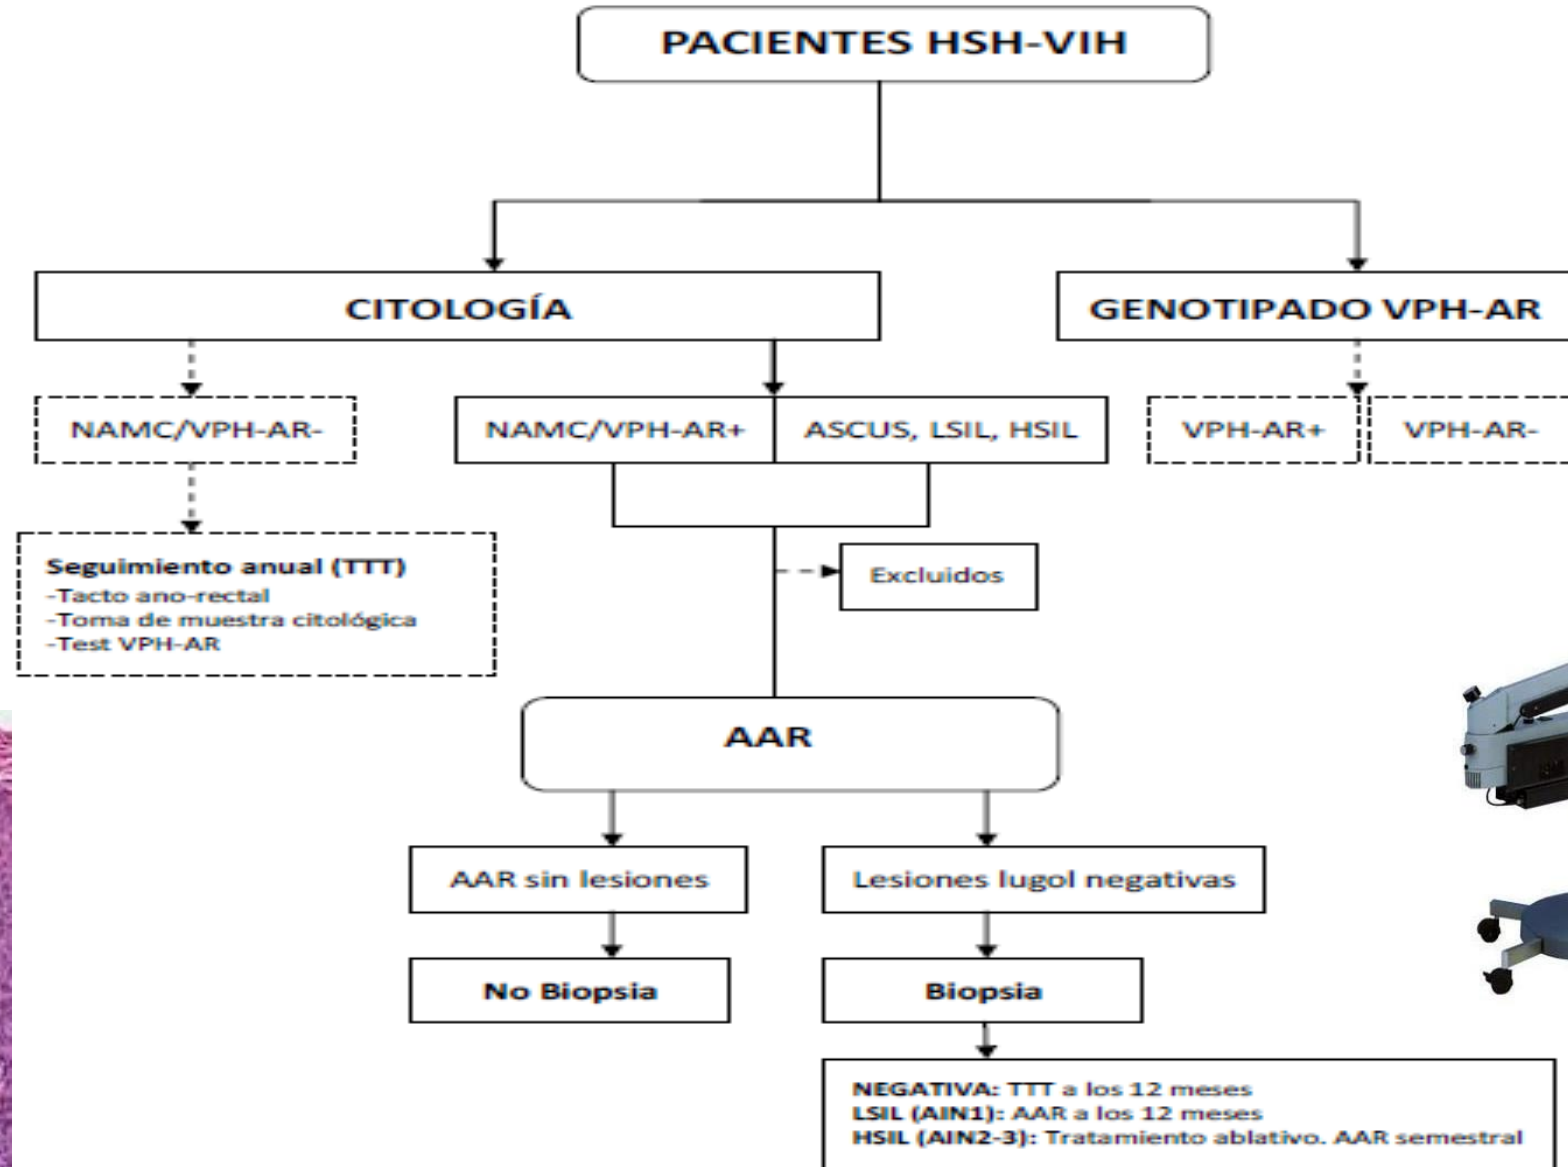 PACIENTES HSH-VIH
CITOLOGÍA
GENOTIPADO VPH-AR
NAMC/VPH-AR-
NAMC/VPH-AR+
ASCUS, LSIL, HSIL
VPH-AR+
VPH-AR-
Seguimiento anual (TTT)
-Tacto ano-rectal
-Toma de muestra citológica
-Test VPH-AR
Excluidos
AAR
AAR sin lesiones
Lesiones lugol negativas
No Biopsia
Biopsia
NEGATIVA: TTT a los 12 meses
LSIL (AIN1): AAR a los 12 meses
HSIL (AIN2-3): Tratamiento ablativo. AAR semestral